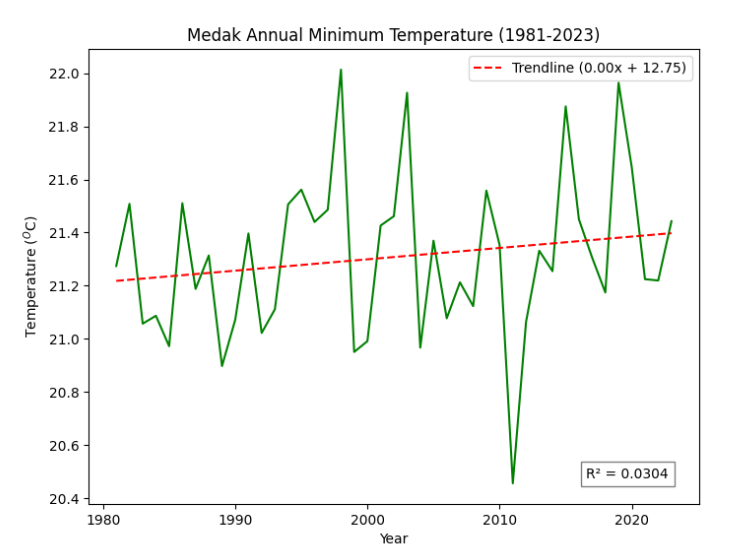 Medak Annual Minimum Temperature (1981-2023)
Trendline (0.00x + 12.75)
22.0
21.8
21.6
21.4
21.2
21.0
20.8
20.6
20.4
Temperature (°C)
R² = 0.0304
1980 1990 2000 2010 2020
Year